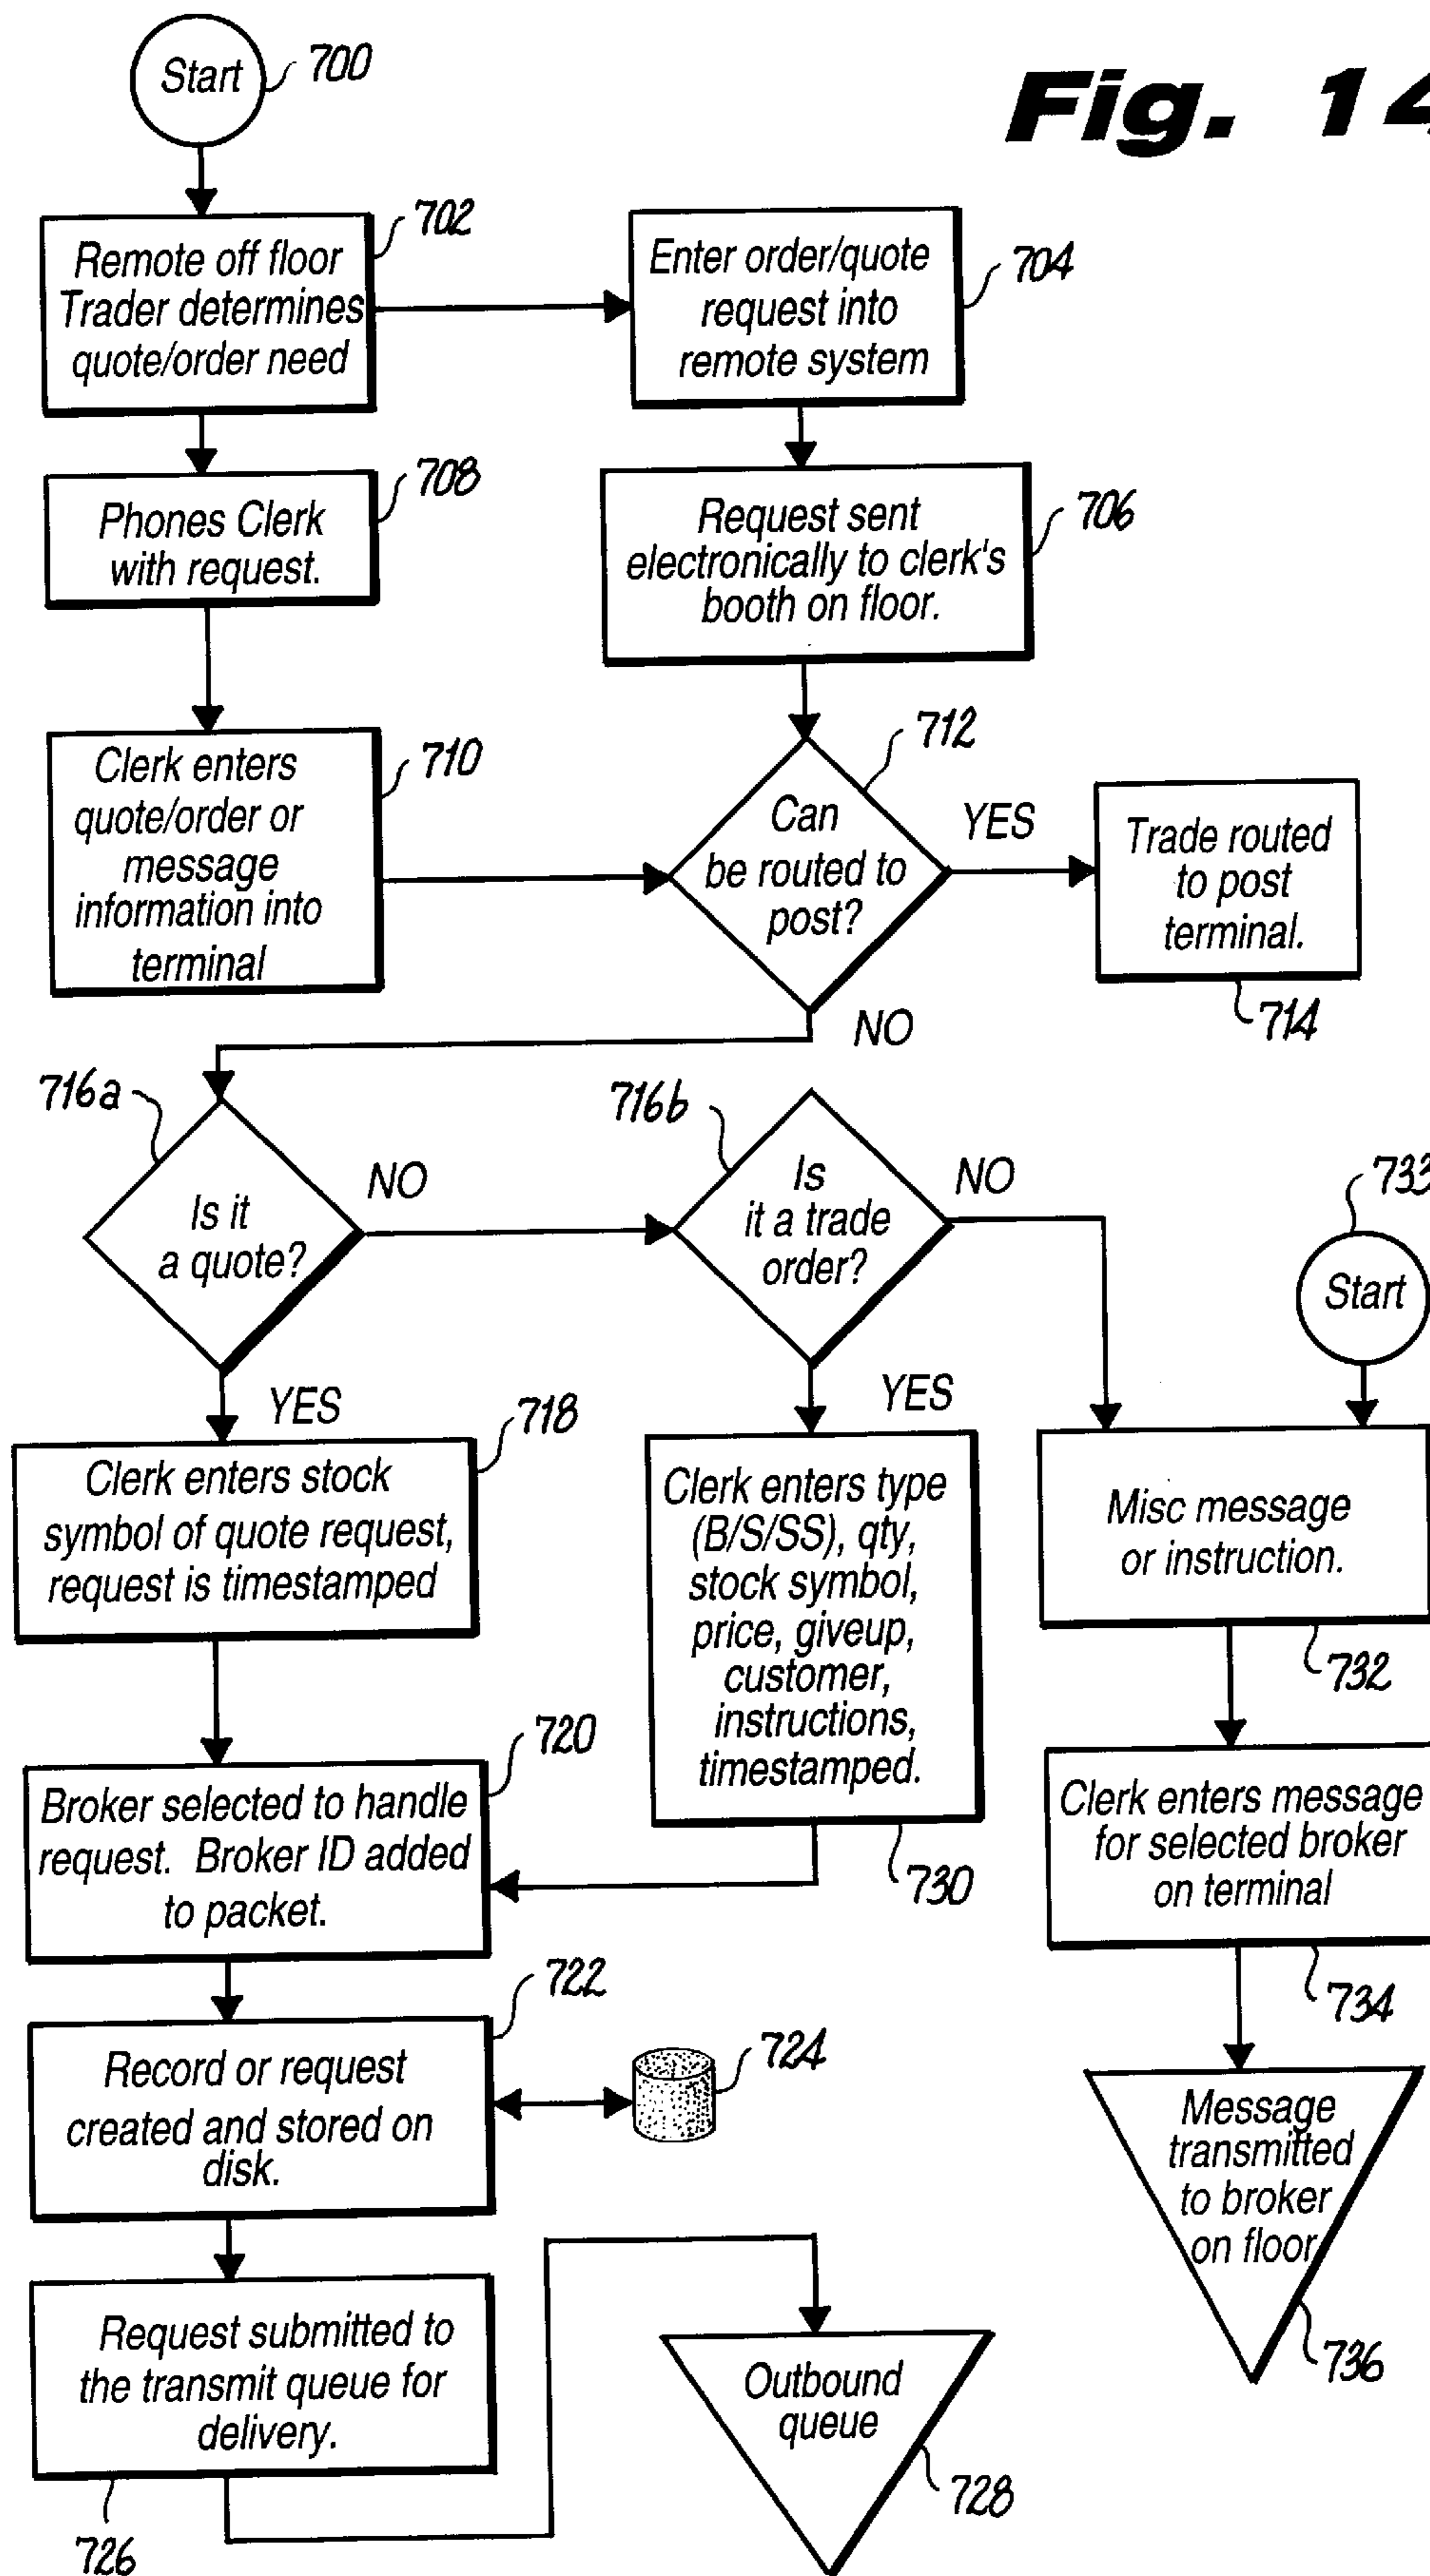 Fig. 14
Start
700
Remote off floor
Trader determines
quote/order need
702
Enter order/quote
request into
remote system
704
Phones Clerk
with request.
708
Request sent
electronically to clerk's
booth on floor.
706
Clerk enters
quote/order or
message
information into
terminal
710
Can
be routed to
post?
712
YES
Trade routed
to post
terminal.
714
NO
716a
Is it
a quote?
NO
716b
Is
it a trade
order?
NO
733
Start
YES
Clerk enters stock
symbol of quote request,
request is timestamped
718
YES
Clerk enters type
(B/S/SS), qty,
stock symbol,
price, giveup,
customer,
instructions,
timestamped.
730
Misc message
or instruction.
732
Broker selected to handle
request. Broker ID added
to packet.
720
Clerk enters message
for selected broker
on terminal
734
Record or request
created and stored on
disk.
722
724
Message
transmitted
to broker
on floor
736
Request submitted to
the transmit queue for
delivery.
726
Outbound
queue
728